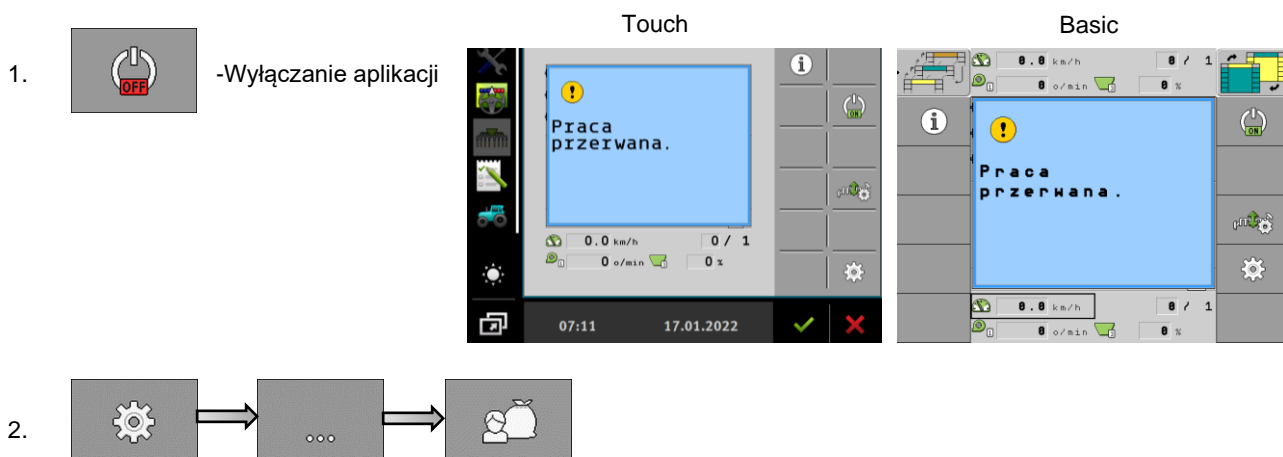 Touch
Basic
1.
OFF
-Wyłączanie aplikacji
Praca
przerwana.
0.0 km/h
0 / 1
0 o/min
0 %
07:11
17.01.2022
i
ON
0.0 km/h
0 / 1
1
0 o/min
0 %
i
Praca
przerwana.
ON
0.0 km/h
0 / 1
1
0 o/min
0 %
2.
...